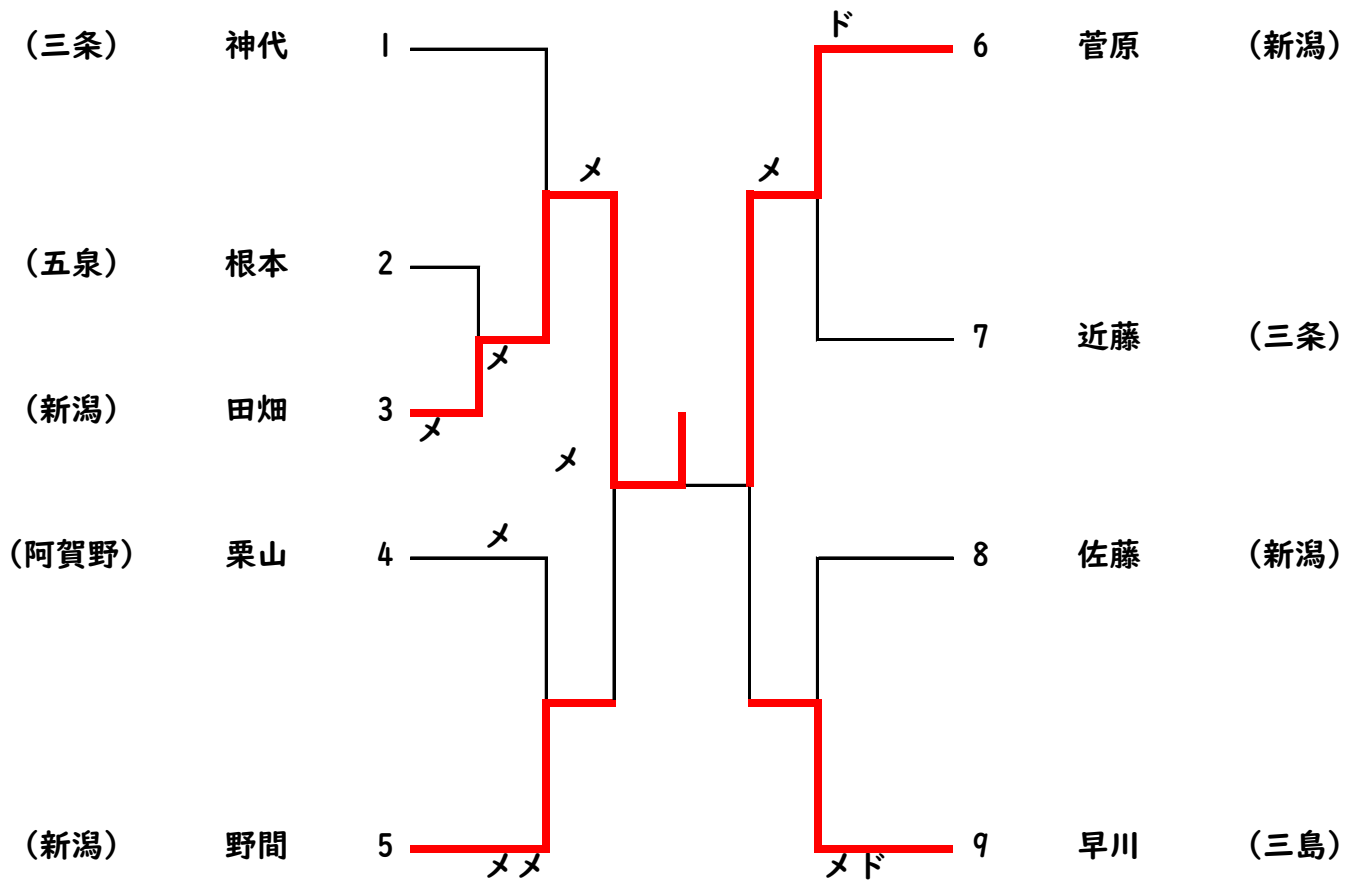 (三条) 神代 1
ド
6 菅原 (新潟)
メ メ
(五泉) 根本 2
7 近藤 (三条)
メ
(新潟) 田畑 3
メ
メ
メ
(阿賀野) 栗山 4
8 佐藤 (新潟)
(新潟) 野間 5
9 早川 (三島)
メメ メド